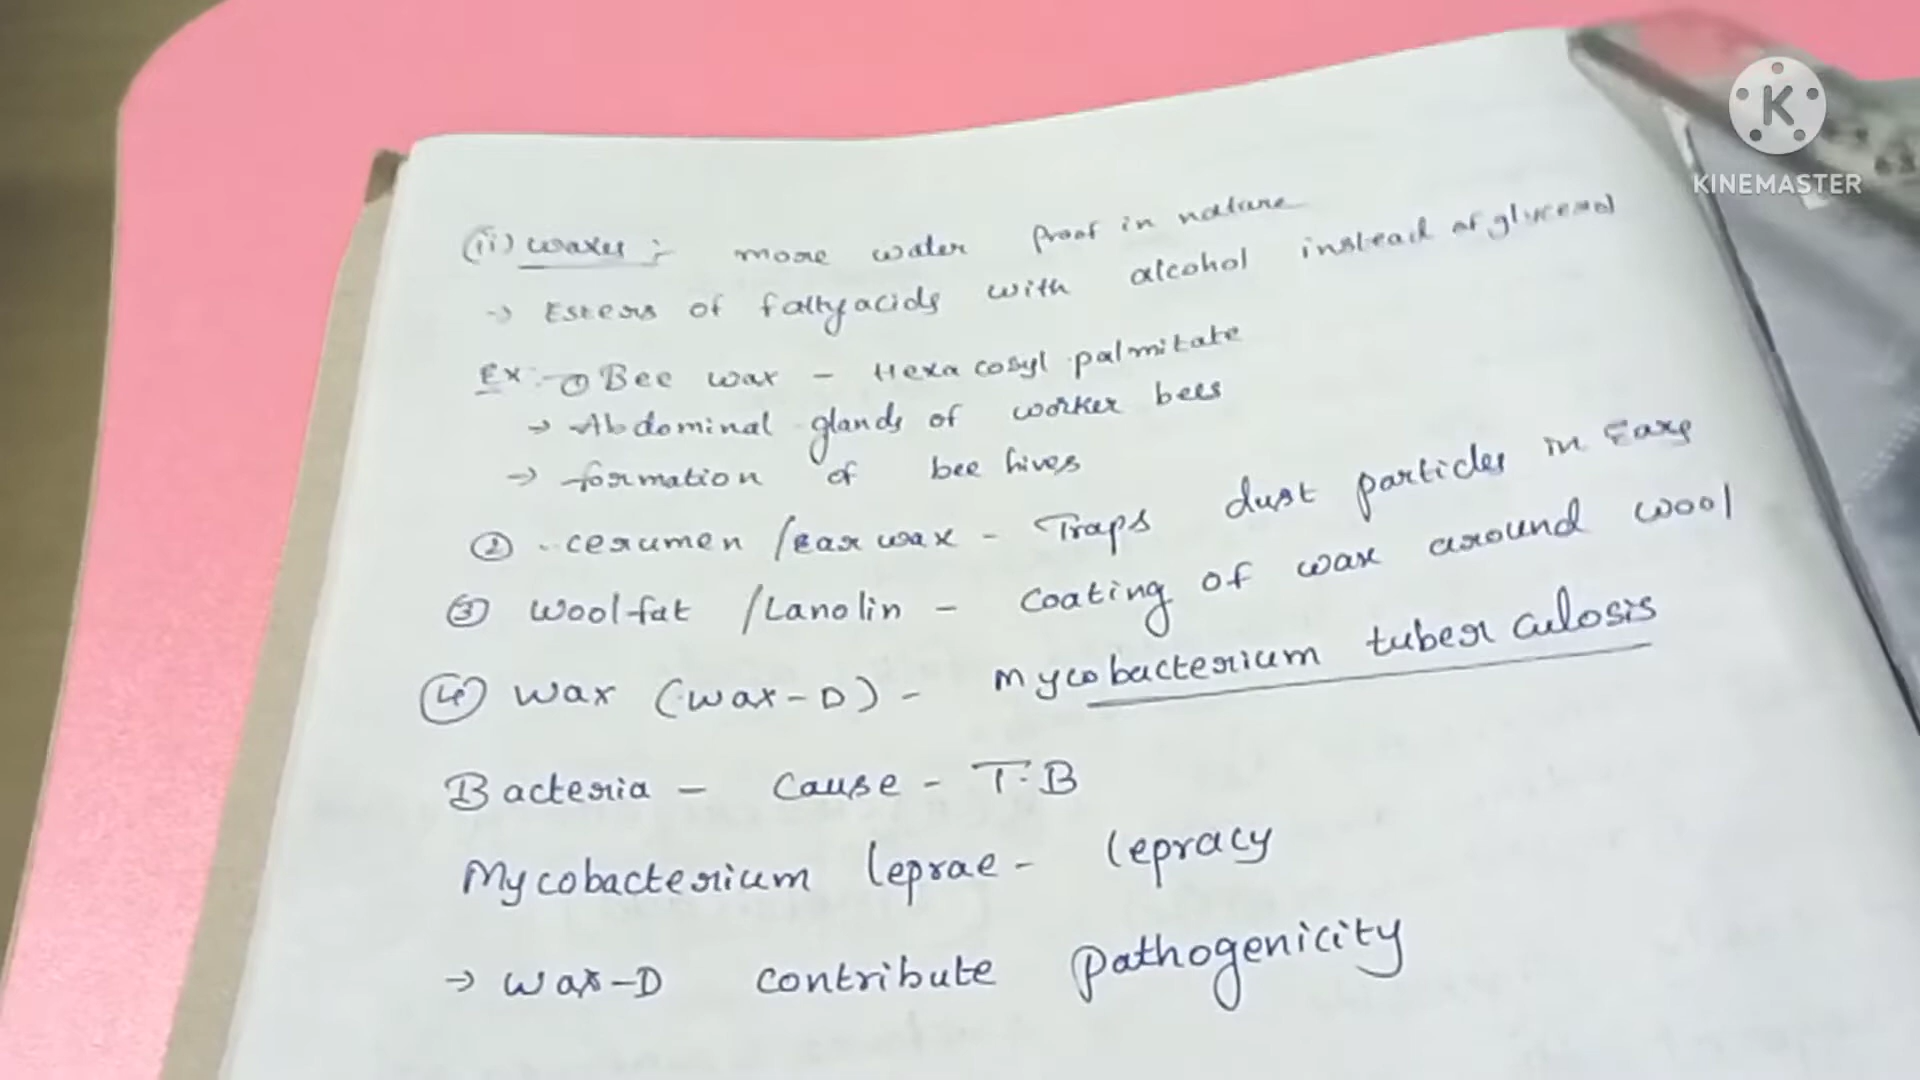 K
KINEMASTER
(ii) waxes :- more water proof in nature
→ Esters of fatty acids with alcohol instead of glycerol
Ex :- ① Bee wax - Hexa cosyl palmitate
→ Abdominal glands of worker bees
→ formation of bee hives
② cerumen / Ear wax - Traps dust particles in Ears
③ wool fat / Lanolin - coating of wax around wool
④ wax (wax-D) - mycobacterium tuberculosis
Bacteria - cause - T.B
Mycobacterium leprae - lepracy
→ wax-D contribute pathogenicity